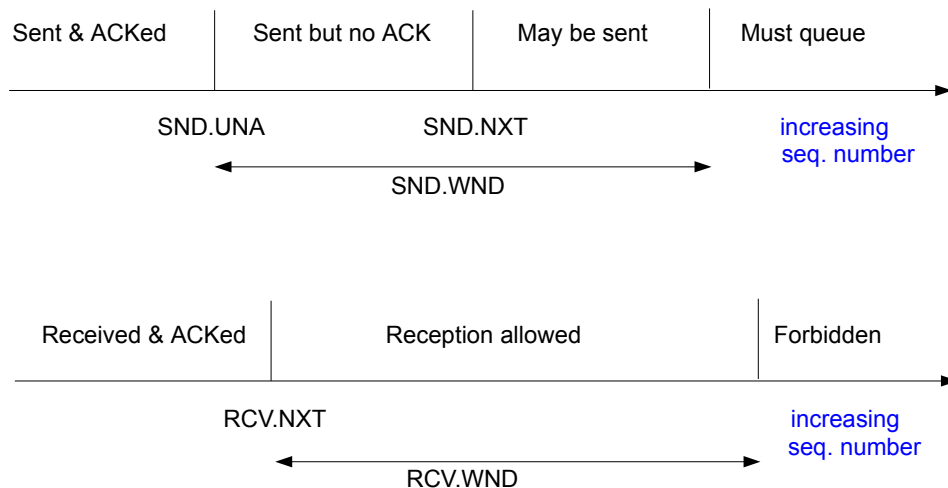 Sent & ACKed Sent but no ACK May be sent Must queue
SND.UNA SND.NXT increasing
seq. number
SND.WND
Received & ACKed Reception allowed Forbidden
RCV.NXT increasing
seq. number
RCV.WND